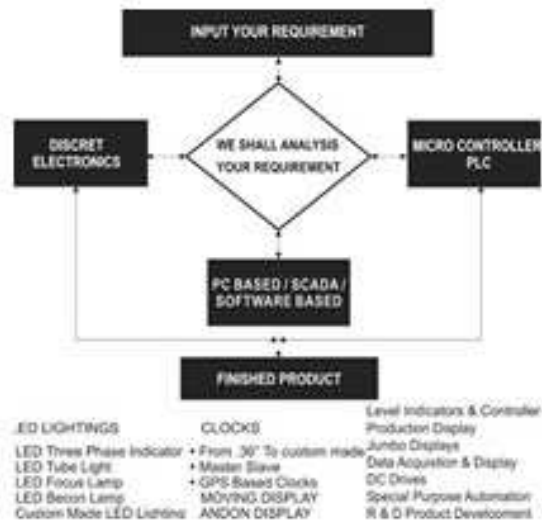 INPUT YOUR REQUIREMENT
WE SHALL ANALYSIS
YOUR REQUIREMENT
DISCRET
ELECTRONICS
MICRO CONTROLLER
PLC
PC BASED / SCADA /
SOFTWARE BASED
FINISHED PRODUCT
.ED LIGHTINGS
LED Three Phase Indicator
LED Tube Light
LED Focus Lamp
LED Becon Lamp
Custom Made LED Lighting
CLOCKS
• From .36" To custom made
• Master Slave
• GPS Based Clocks
MOVING DISPLAY
ANDON DISPLAY
Level Indicators & Controller
Production Display
Jumbo Displays
Data Acquistion & Display
DC Drives
Special Purpose Automation
R & D Product Development